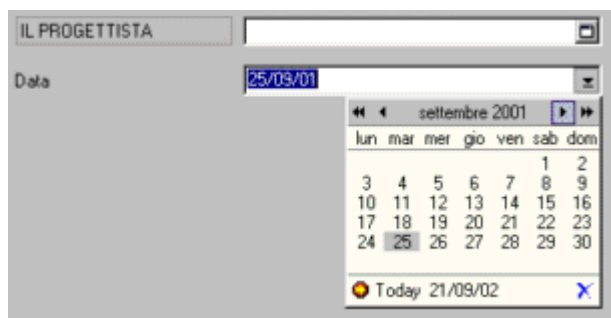 IL PROGETTISTA
Data 25/09/01
settembre 2001
lun mar mer gio ven sab dom
1 2
3 4 5 6 7 8 9
10 11 12 13 14 15 16
17 18 19 20 21 22 23
24 25 26 27 28 29 30
Today 21/09/02